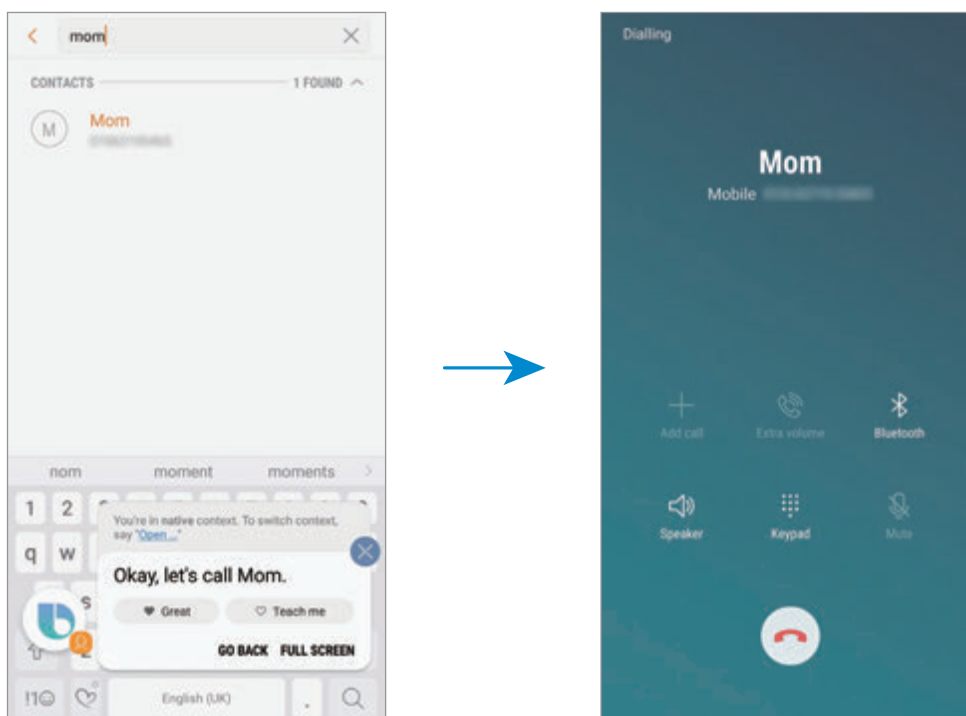 mom
CONTACTS
1 FOUND
M
Mom
nom moment moments
1 2
You're in native context. To switch context,
say "Open ..."
q w
Okay, let's call Mom.
s
Great Teach me
GO BACK FULL SCREEN
!1☺ English (UK) .
Dialling
Mom
Mobile
Add call Extra volume Bluetooth
Speaker Keypad Mute